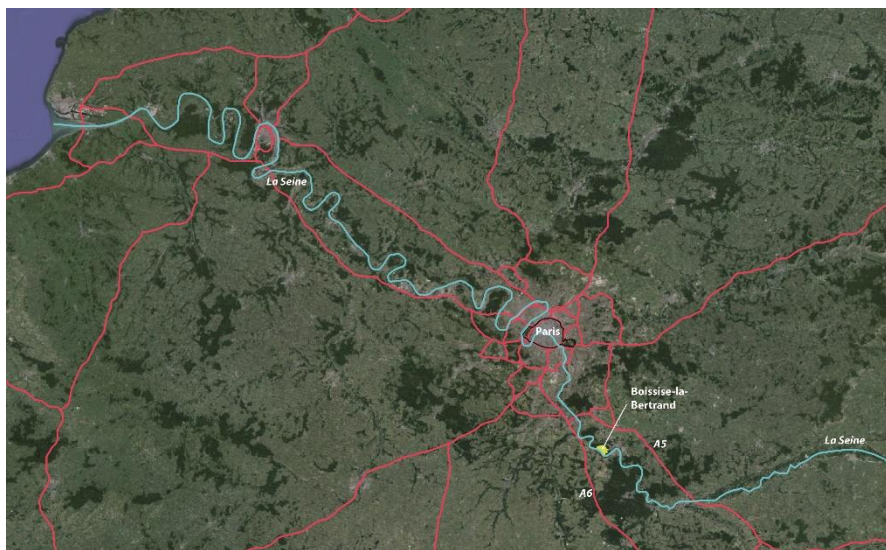 La Seine
Paris
Boissise-la-
Bertrand
A5
La Seine
A6